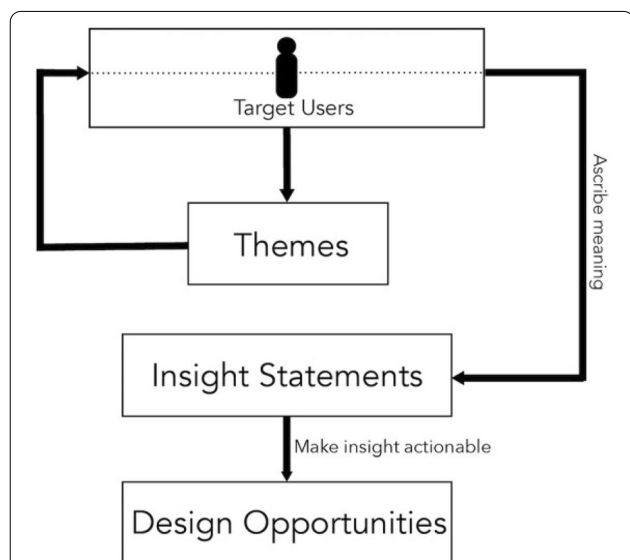 Target Users
Ascribe meaning
Themes
Insight Statements
Make insight actionable
Design Opportunities